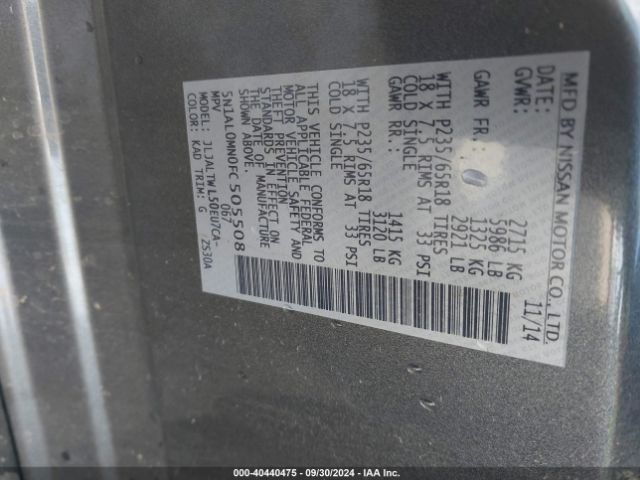 MFD BY NISSAN MOTOR CO., LTD.
DATE: 11/14
GVWR: 2715 KG
5986 LB
GAWR FR: 1325 KG
2921 LB
WITH P235/65R18 TIRES
18 X 7.5 RIMS AT 33 PSI
COLD SINGLE
GAWR RR: 1415 KG
3120 LB
WITH P235/65R18 TIRES
18 X 7.5 RIMS AT 33 PSI
COLD SINGLE
THIS VEHICLE CONFORMS TO
ALL APPLICABLE FEDERAL
MOTOR VEHICLE SAFETY AND
THEFT PREVENTION
STANDARDS IN EFFECT ON
THE DATE OF MANUFACTURE
SHOWN ABOVE.
5N1AL0MN0FC505508
MPV 067
MODEL: JLJALTWL50EU7CA-
COLOR: KAD TRIM: G ZS30A
000-40440475 - 09/30/2024 - IAA Inc.